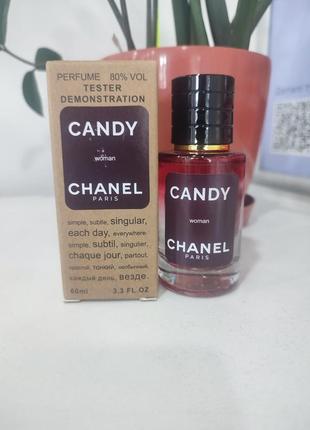 PERFUME 80% VOL
TESTER
DEMONSTRATION
CANDY
woman
CHANEL
PARIS
simple, subtle, singular,
each day, everywhere.
simple, subtil, singulier,
chaque jour, partout.
простой, тонкий, необычный,
каждый день, везде.
60ml 3.3 FL.OZ
CANDY
woman
CHANEL
PARIS